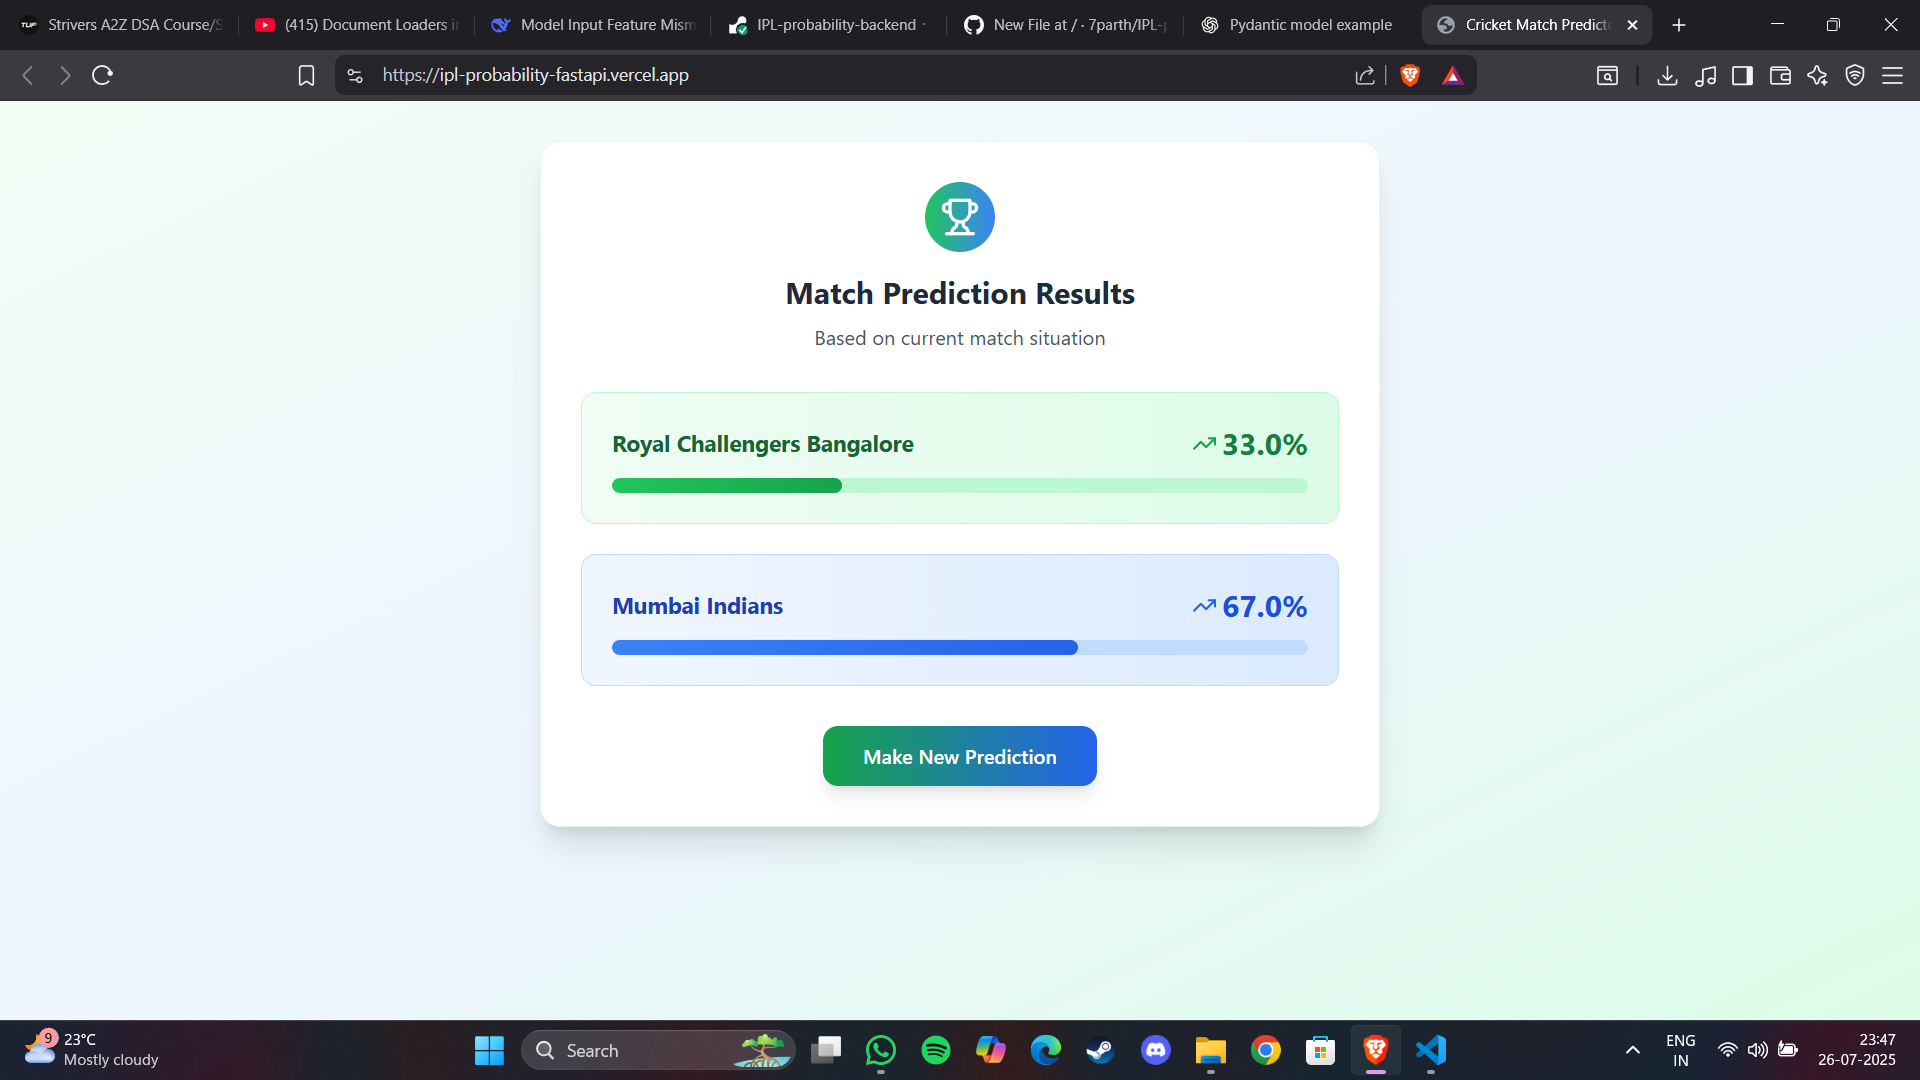 TUF Strivers A2Z DSA Course/S
(415) Document Loaders in
Model Input Feature Mism
IPL-probability-backend ·
New File at / · 7parth/IPL-p
Pydantic model example
Cricket Match Predicto
https://ipl-probability-fastapi.vercel.app
Match Prediction Results
Based on current match situation
Royal Challengers Bangalore
33.0%
Mumbai Indians
67.0%
Make New Prediction
9
23°C
Mostly cloudy
Search
ENG
IN
23:47
26-07-2025